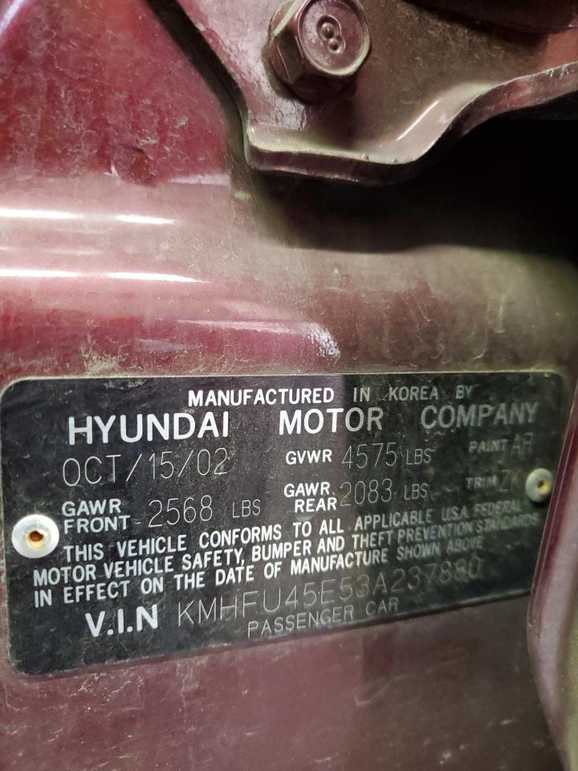 8
MANUFACTURED IN KOREA BY
HYUNDAI MOTOR COMPANY
OCT/15/02 GVWR 4575 LBS PAINT AR
GAWR FRONT 2568 LBS GAWR REAR 2083 LBS TRIM
THIS VEHICLE CONFORMS TO ALL APPLICABLE U.S.A. FEDERAL
MOTOR VEHICLE SAFETY, BUMPER AND THEFT PREVENTION STANDARDS
IN EFFECT ON THE DATE OF MANUFACTURE SHOWN ABOVE
V.I.N KMHFU45E53A237880
PASSENGER CAR